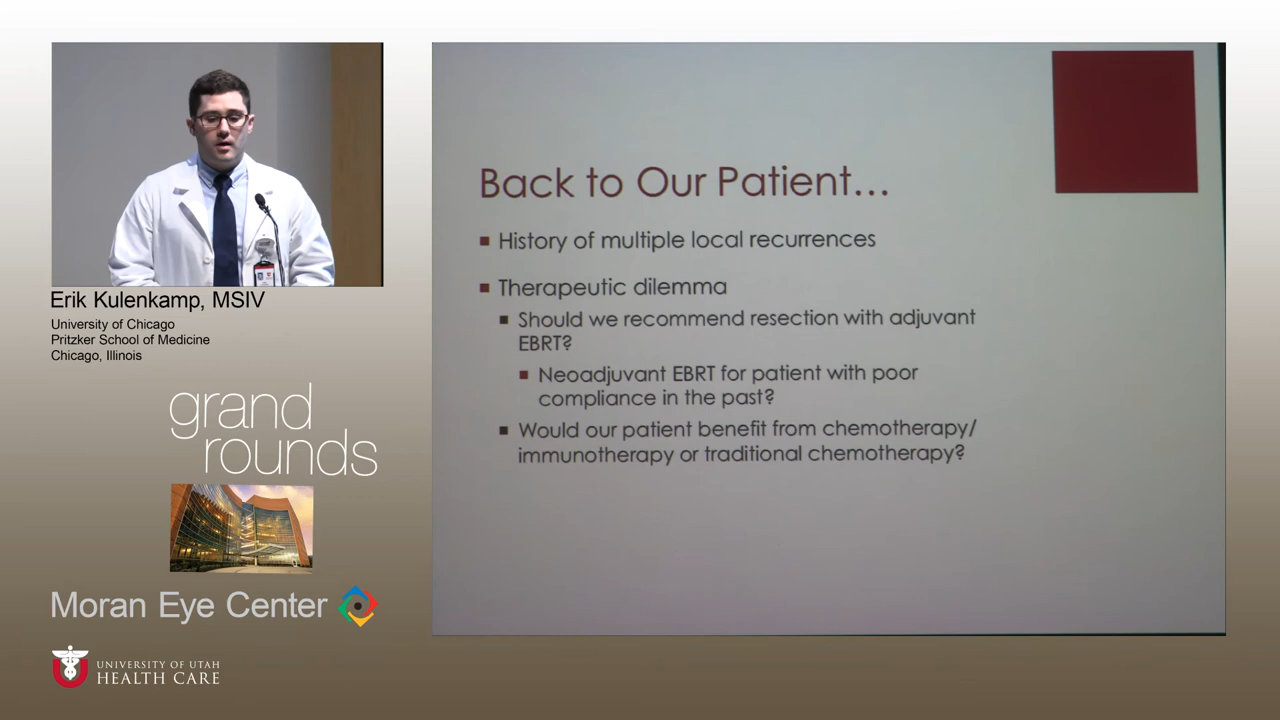 Erik Kulenkamp, MSIV
University of Chicago
Pritzker School of Medicine
Chicago, Illinois
grand
rounds
Moran Eye Center
UNIVERSITY OF UTAH
HEALTH CARE
Back to Our Patient...
History of multiple local recurrences
Therapeutic dilemma
Should we recommend resection with adjuvant
EBRT?
Neoadjuvant EBRT for patient with poor
compliance in the past?
Would our patient benefit from chemotherapy/
immunotherapy or traditional chemotherapy?